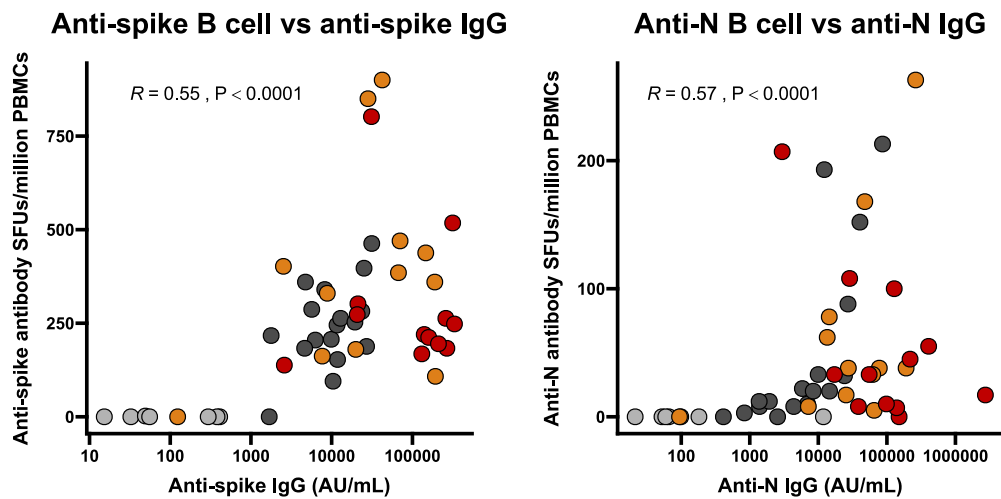 Anti-spike B cell vs anti-spike IgG
Anti-spike antibody SFUs/million PBMCs
R = 0.55 , P < 0.0001
750
500
250
0
10
100
1000
10000
100000
Anti-spike IgG (AU/mL)
Anti-N B cell vs anti-N IgG
Anti-N antibody SFUs/million PBMCs
R = 0.57 , P < 0.0001
200
100
0
100
1000
10000
100000
1000000
Anti-N IgG (AU/mL)